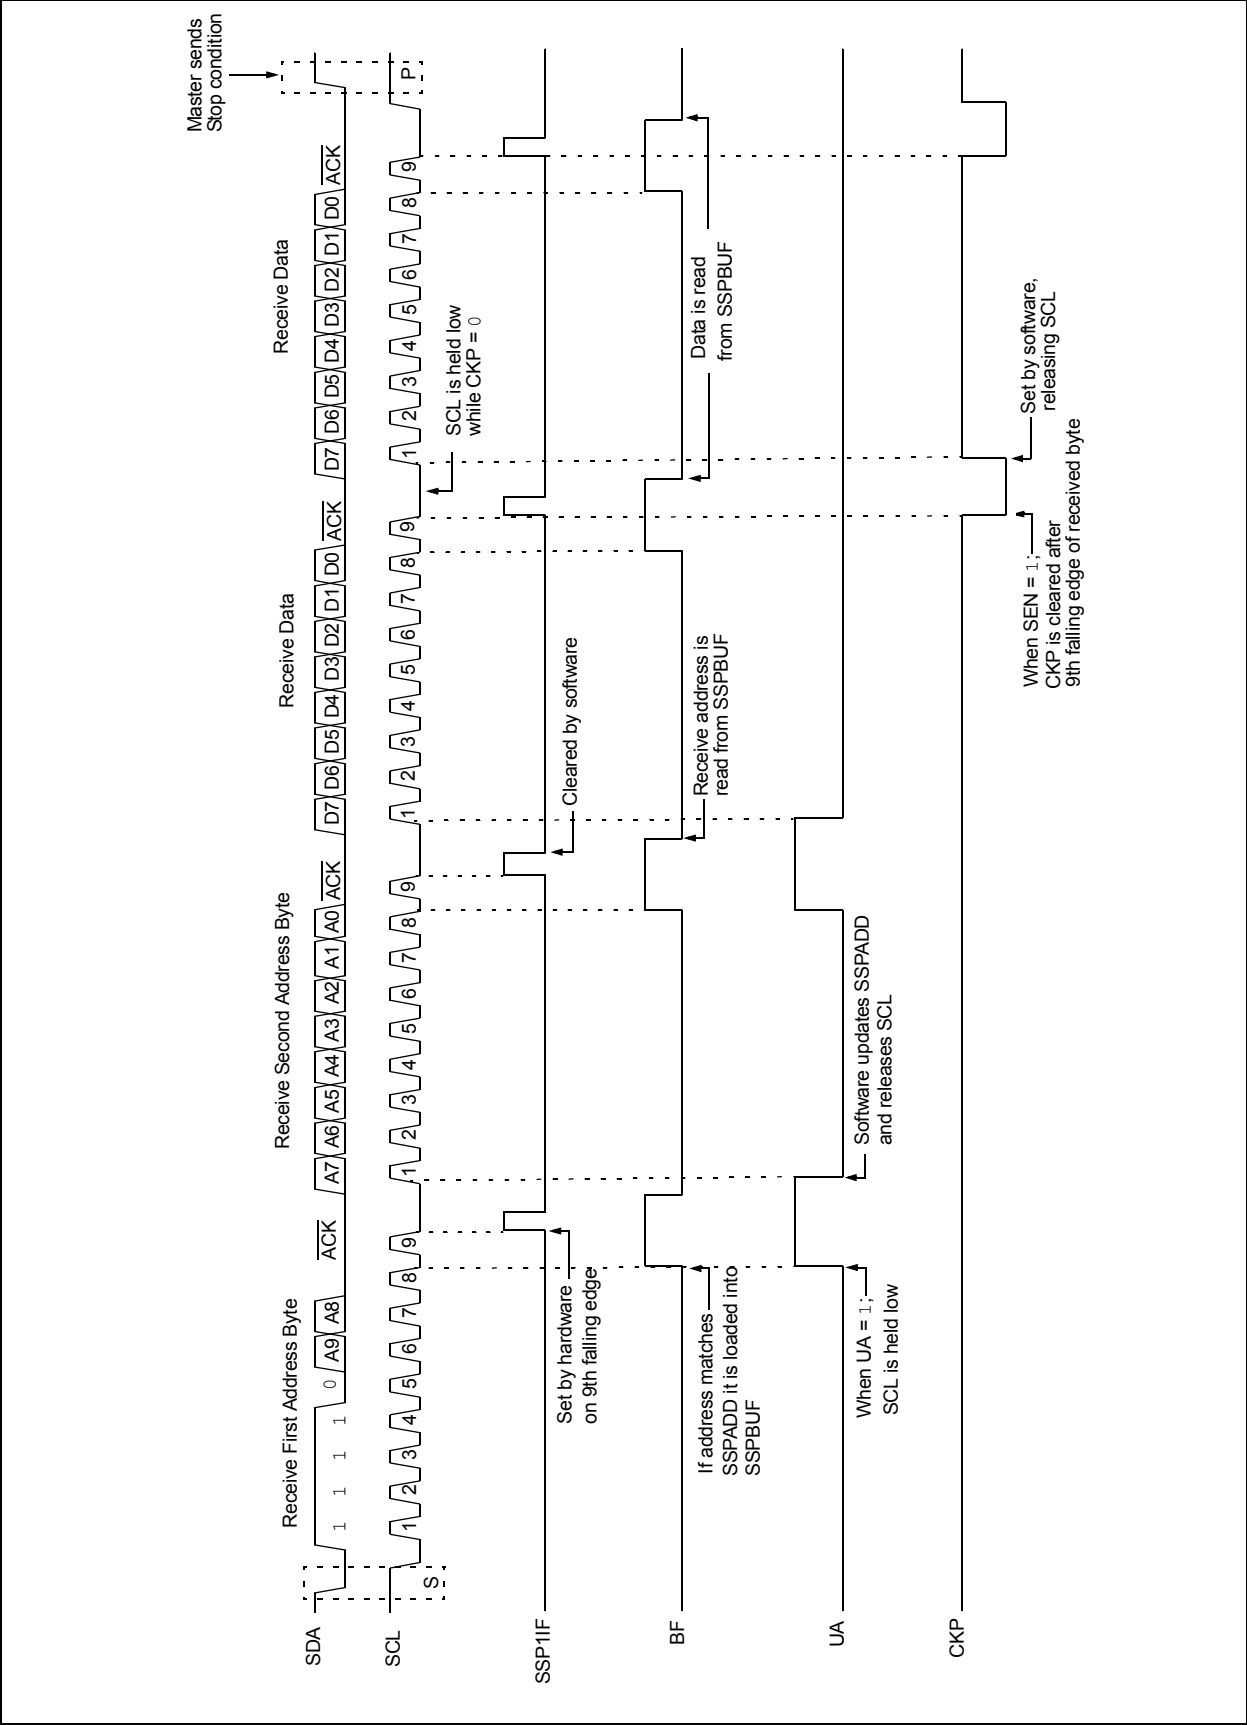 Master sends
Stop condition
Receive First Address Byte
Receive Second Address Byte
Receive Data
Receive Data
SDA
1 1 1 1 0 A9 A8 ACK
A7 A6 A5 A4 A3 A2 A1 A0 ACK
D7 D6 D5 D4 D3 D2 D1 D0 ACK
D7 D6 D5 D4 D3 D2 D1 D0 ACK
SCL
S
1 2 3 4 5 6 7 8 9
1 2 3 4 5 6 7 8 9
1 2 3 4 5 6 7 8 9
1 2 3 4 5 6 7 8 9
P
SCL is held low
while CKP = 0
SSP1IF
Set by hardware
on 9th falling edge
Cleared by software
BF
If address matches
SSPADD it is loaded into
SSPBUF
Receive address is
read from SSPBUF
Data is read
from SSPBUF
UA
When UA = 1;
SCL is held low
Software updates SSPADD
and releases SCL
CKP
When SEN = 1;
CKP is cleared after
9th falling edge of received byte
Set by software,
releasing SCL